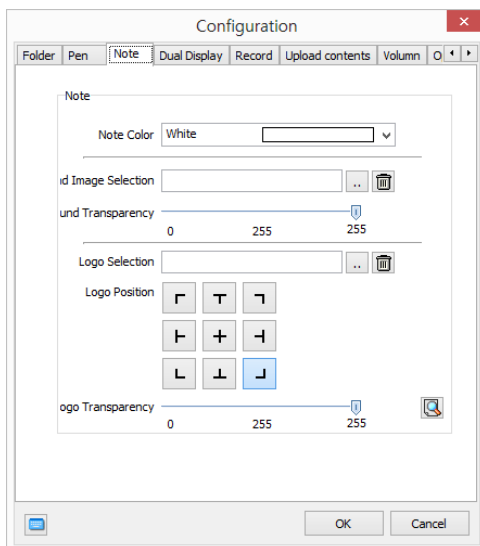 Configuration
Folder Pen Note Dual Display Record Upload contents Volumn O
Note
Note Color White
nd Image Selection ..
und Transparency
0 255 255
Logo Selection ..
Logo Position
ogo Transparency
0 255 255
OK Cancel